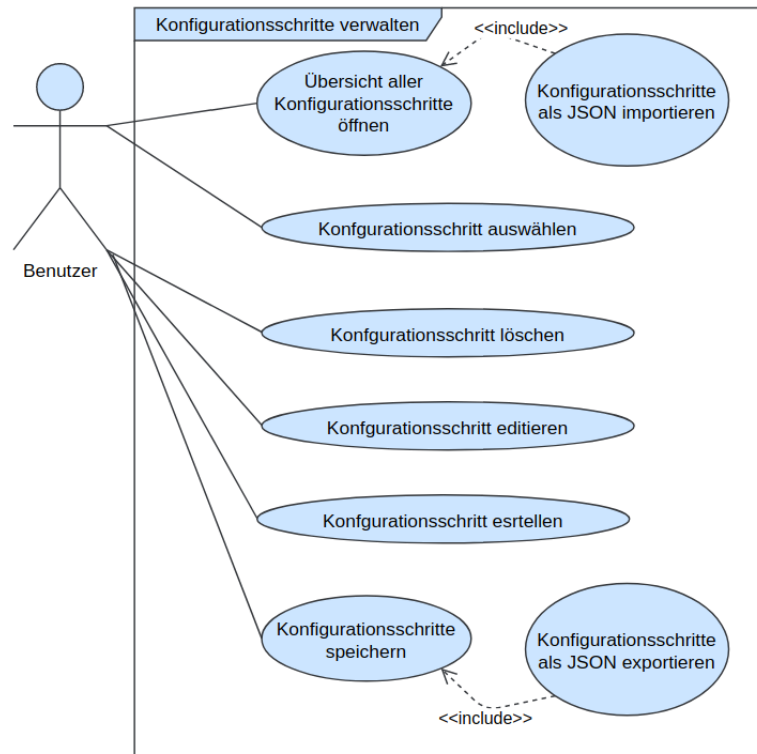 Konfigurationsschritte verwalten
<<include>>
Übersicht aller
Konfigurationsschritte
öffnen
Konfigurationsschritte
als JSON importieren
Konfgurationsschritt auswählen
Benutzer
Konfgurationsschritt löschen
Konfgurationsschritt editieren
Konfgurationsschritt esrtellen
Konfigurationsschritte
speichern
Konfigurationsschritte
als JSON exportieren
<<include>>